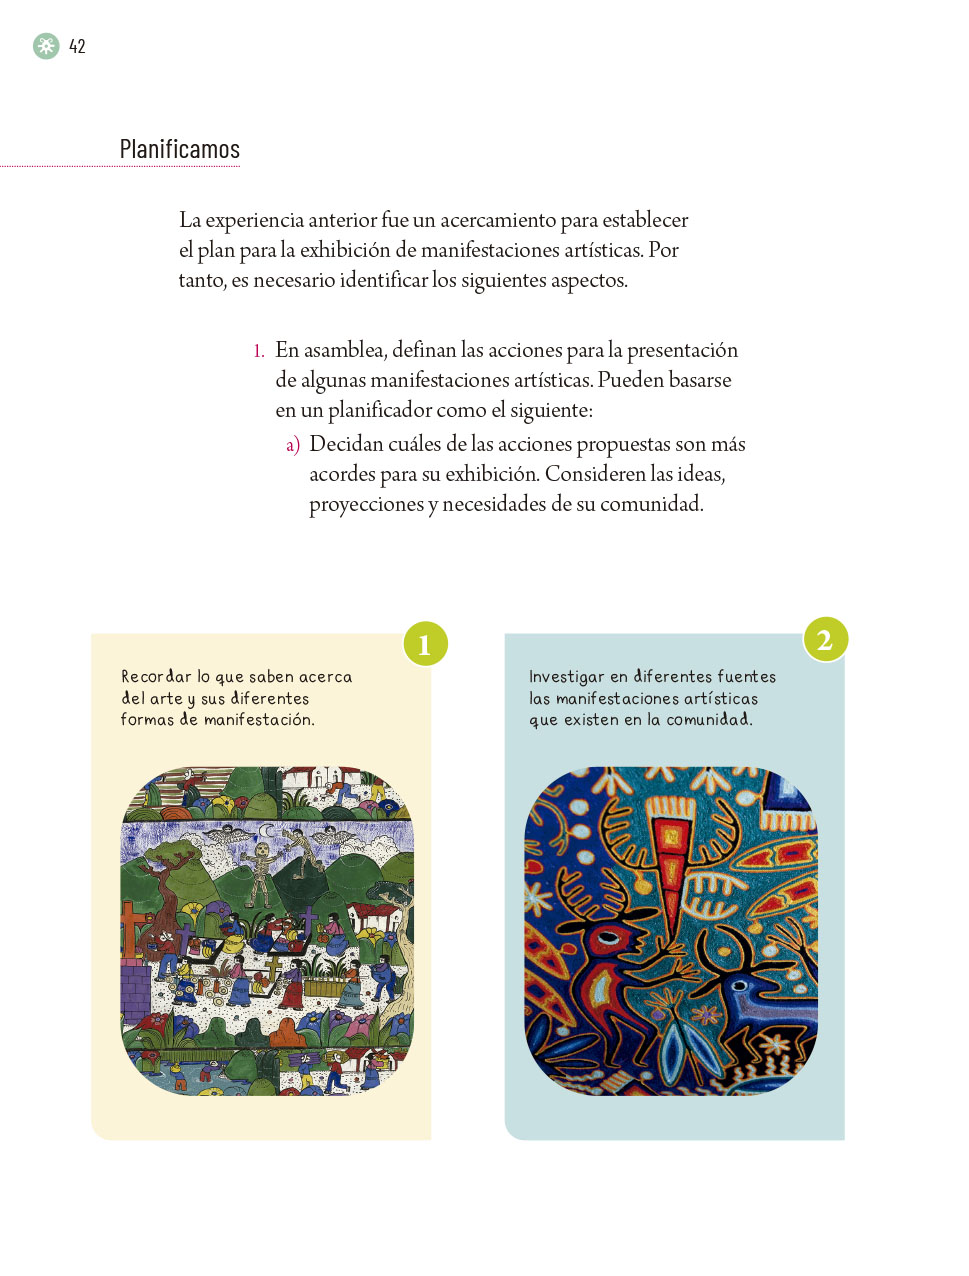 42
Planificamos
La experiencia anterior fue un acercamiento para establecer
el plan para la exhibición de manifestaciones artísticas. Por
tanto, es necesario identificar los siguientes aspectos.
1. En asamblea, definan las acciones para la presentación
de algunas manifestaciones artísticas. Pueden basarse
en un planificador como el siguiente:
a) Decidan cuáles de las acciones propuestas son más
acordes para su exhibición. Consideren las ideas,
proyecciones y necesidades de su comunidad.
1
Recordar lo que saben acerca
del arte y sus diferentes
formas de manifestación.
2
Investigar en diferentes fuentes
las manifestaciones artísticas
que existen en la comunidad.